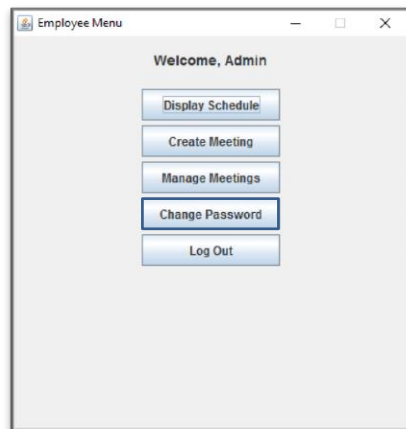 Employee Menu
Welcome, Admin
Display Schedule
Create Meeting
Manage Meetings
Change Password
Log Out